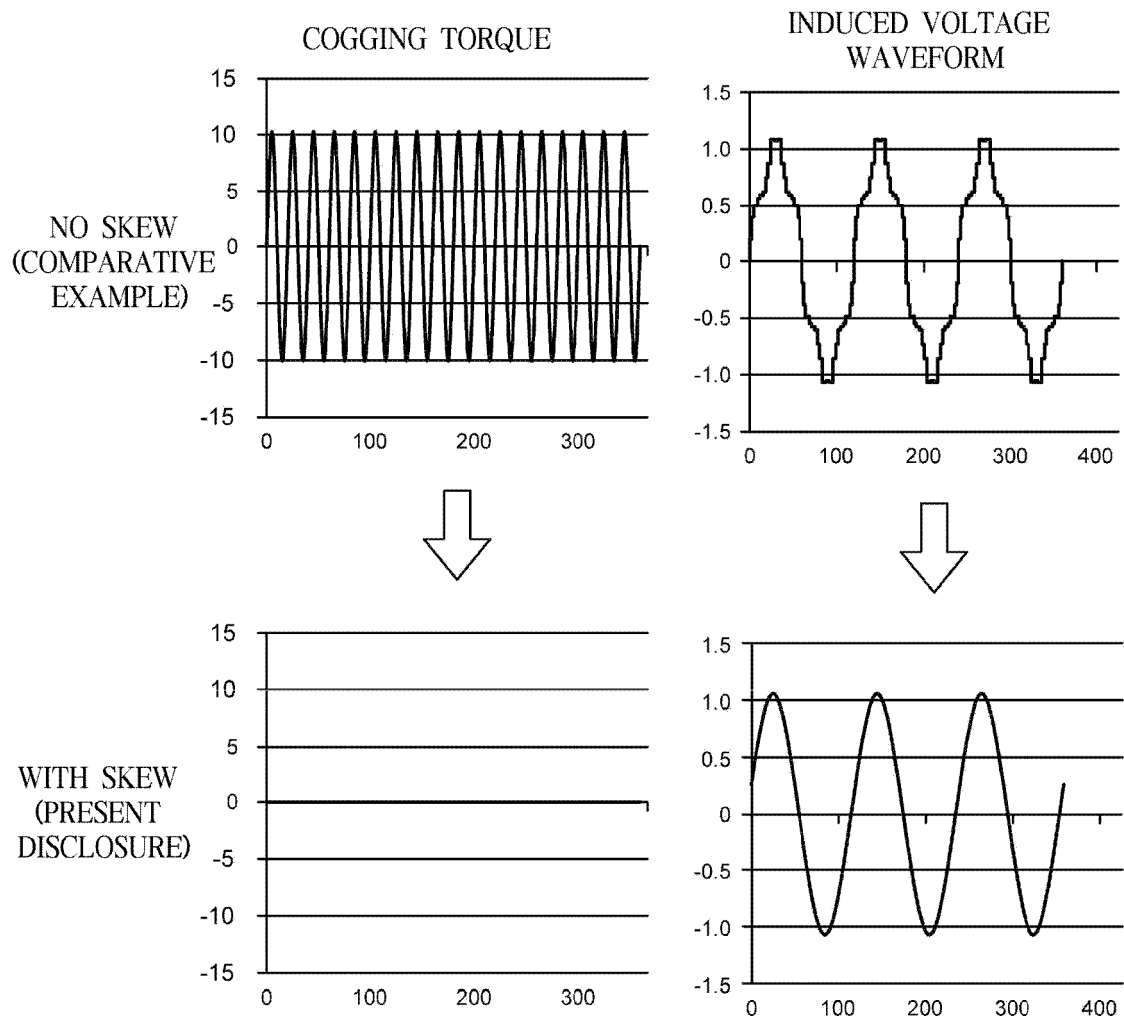 COGGING TORQUE
INDUCED VOLTAGE
WAVEFORM
NO SKEW
(COMPARATIVE
EXAMPLE)
15
10
5
0
-5
-10
-15
0 100 200 300
1.5
1.0
0.5
0
-0.5
-1.0
-1.5
0 100 200 300 400
WITH SKEW
(PRESENT
DISCLOSURE)
15
10
5
0
-5
-10
-15
0 100 200 300
1.5
1.0
0.5
0
-0.5
-1.0
-1.5
0 100 200 300 400